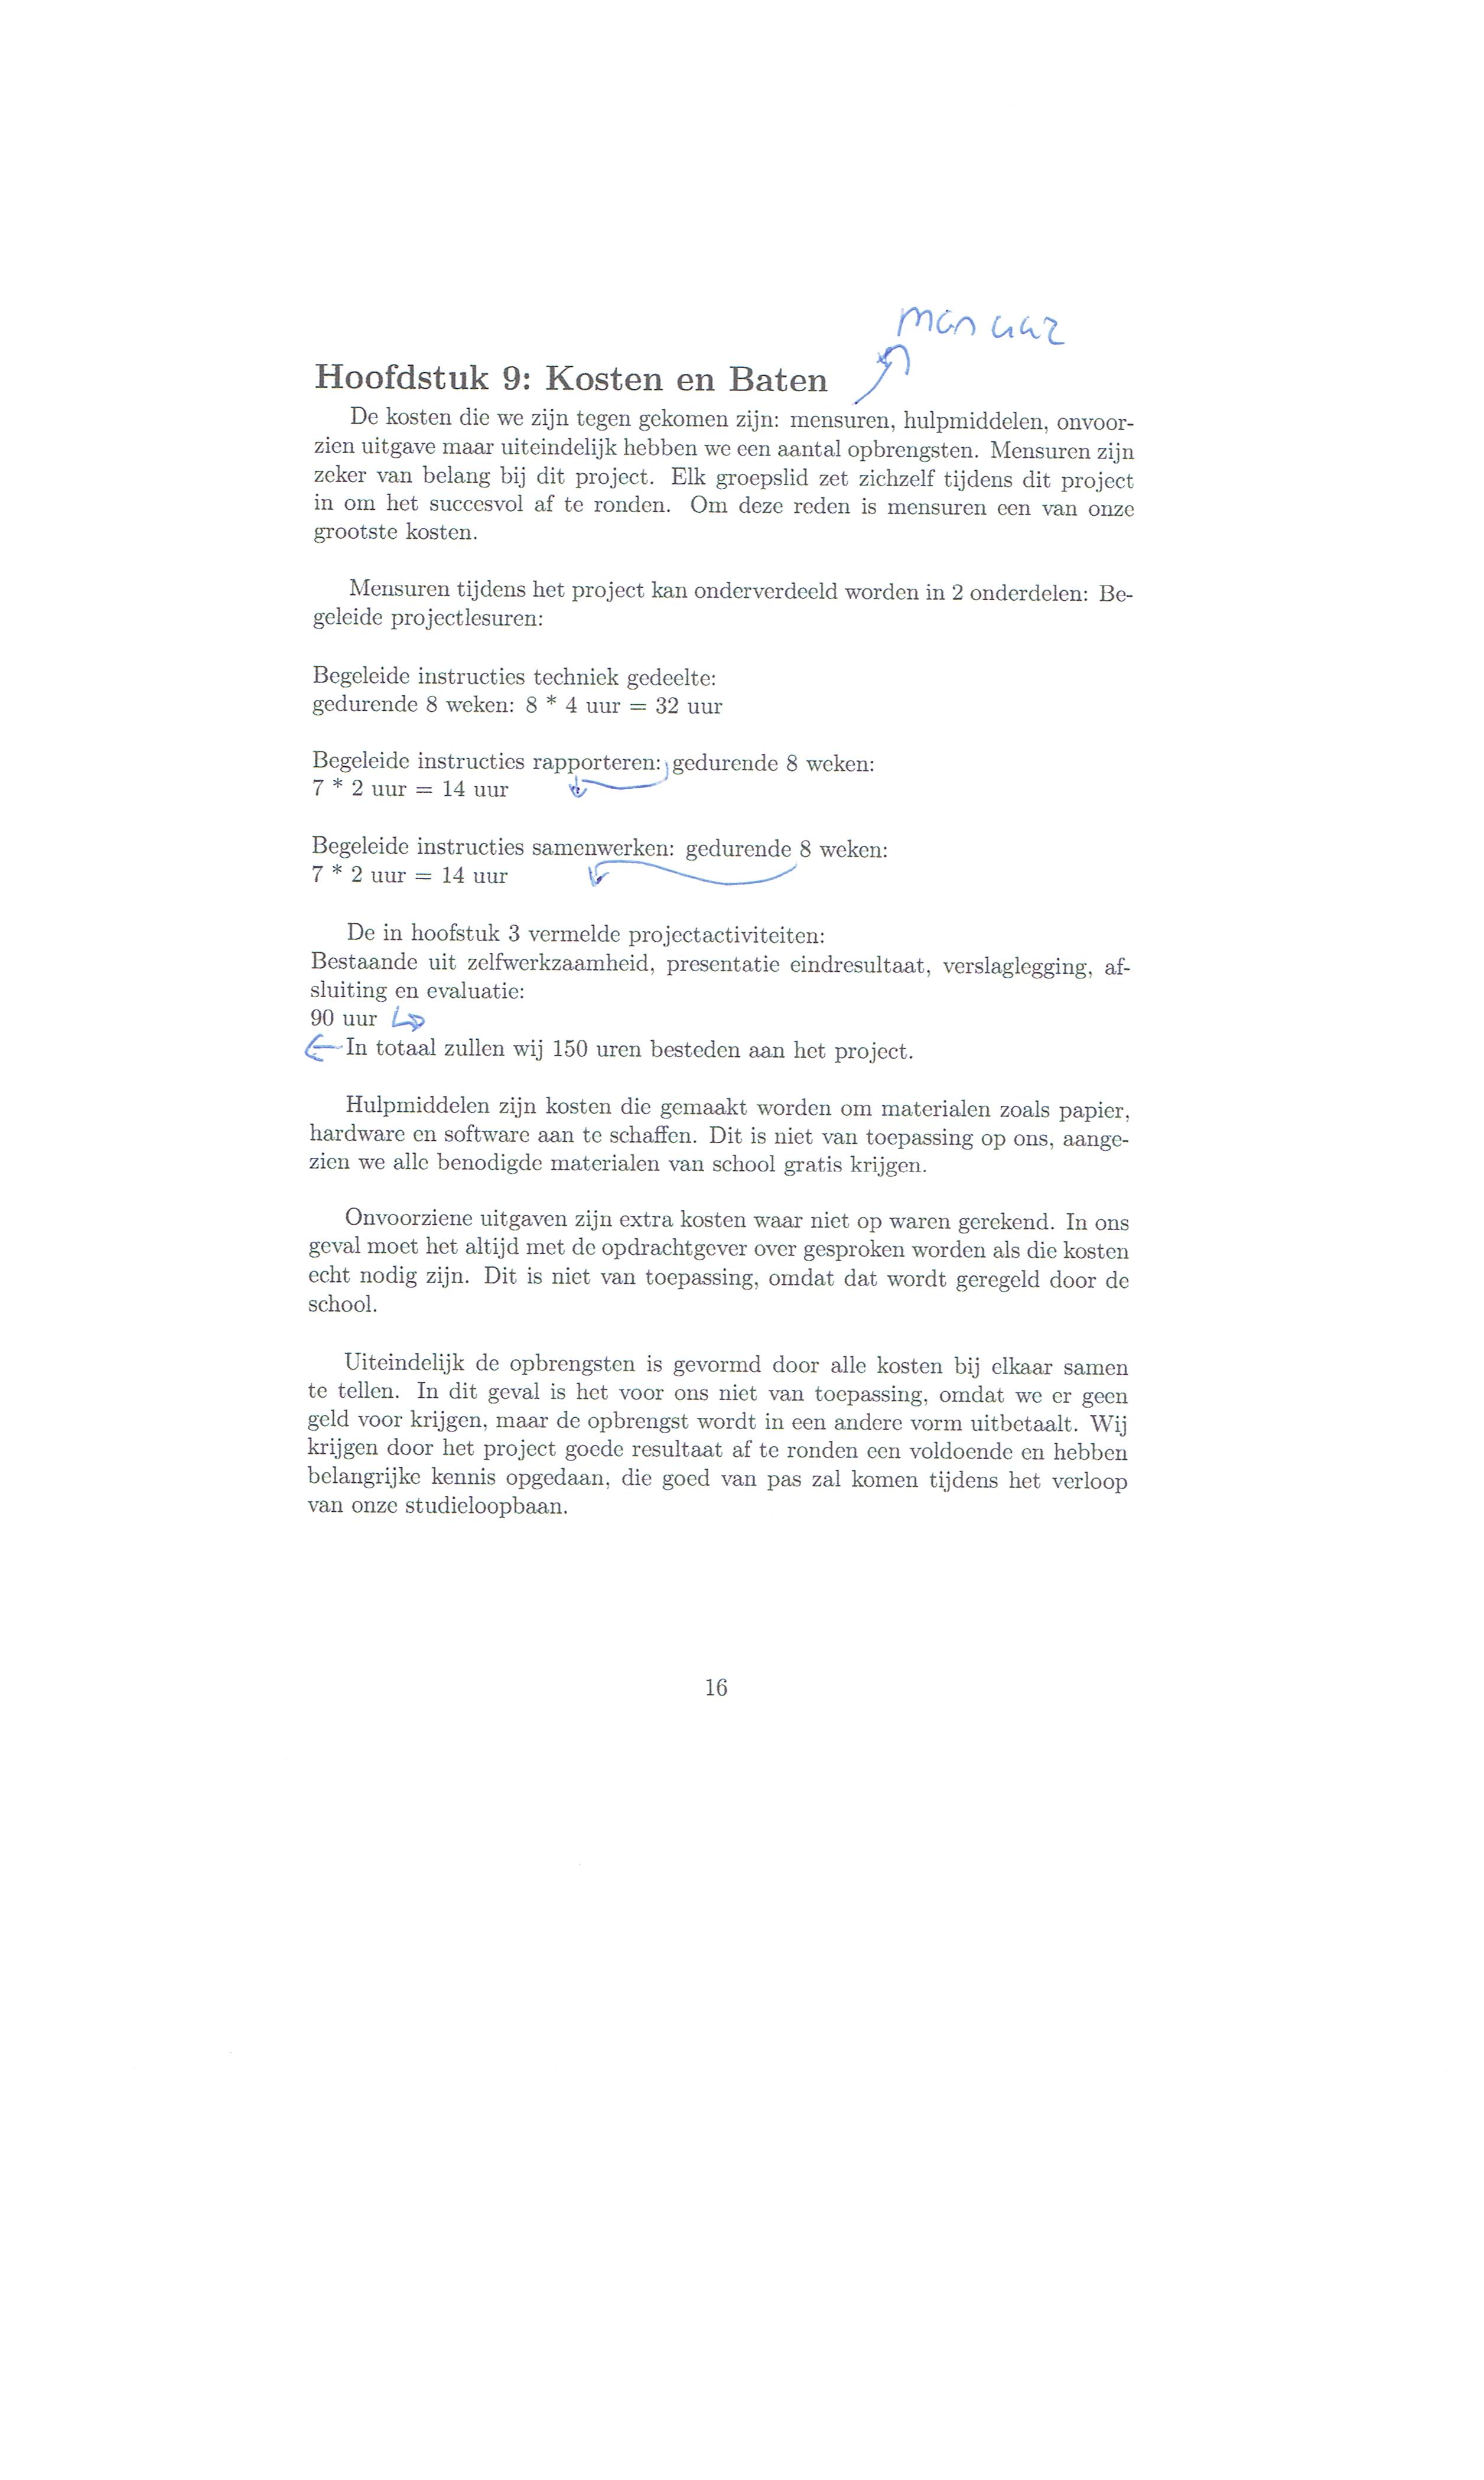 man uur
Hoofdstuk 9: Kosten en Baten
De kosten die we zijn tegen gekomen zijn: mensuren, hulpmiddelen, onvoor-
zien uitgave maar uiteindelijk hebben we een aantal opbrengsten. Mensuren zijn
zeker van belang bij dit project. Elk groepslid zet zichzelf tijdens dit project
in om het succesvol af te ronden. Om deze reden is mensuren een van onze
grootste kosten.
Mensuren tijdens het project kan onderverdeeld worden in 2 onderdelen: Be-
geleide projectlesuren:
Begeleide instructies techniek gedeelte:
gedurende 8 weken: 8 * 4 uur = 32 uur
Begeleide instructies rapporteren: gedurende 8 weken:
7 * 2 uur = 14 uur
Begeleide instructies samenwerken: gedurende 8 weken:
7 * 2 uur = 14 uur
De in hoofstuk 3 vermelde projectactiviteiten:
Bestaande uit zelfwerkzaamheid, presentatie eindresultaat, verslaglegging, af-
sluiting en evaluatie:
90 uur
In totaal zullen wij 150 uren besteden aan het project.
Hulpmiddelen zijn kosten die gemaakt worden om materialen zoals papier,
hardware en software aan te schaffen. Dit is niet van toepassing op ons, aange-
zien we alle benodigde materialen van school gratis krijgen.
Onvoorziene uitgaven zijn extra kosten waar niet op waren gerekend. In ons
geval moet het altijd met de opdrachtgever over gesproken worden als die kosten
echt nodig zijn. Dit is niet van toepassing, omdat dat wordt geregeld door de
school.
Uiteindelijk de opbrengsten is gevormd door alle kosten bij elkaar samen
te tellen. In dit geval is het voor ons niet van toepassing, omdat we er geen
geld voor krijgen, maar de opbrengst wordt in een andere vorm uitbetaalt. Wij
krijgen door het project goede resultaat af te ronden een voldoende en hebben
belangrijke kennis opgedaan, die goed van pas zal komen tijdens het verloop
van onze studieloopbaan.
16